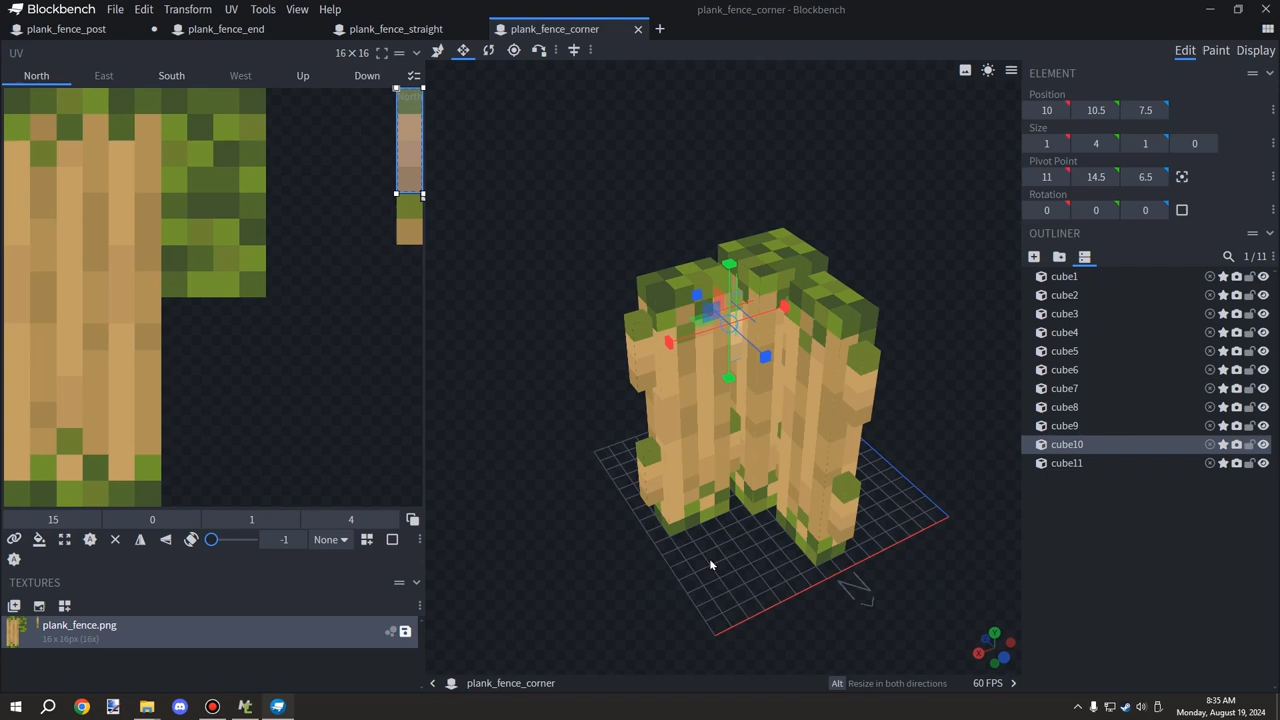 Blockbench File Edit Transform UV Tools View Help
plank_fence_corner - Blockbench
plank_fence_post
plank_fence_end
plank_fence_straight
plank_fence_corner
UV
16×16
North East South West Up Down
North
15 0 1 4
-1
None
TEXTURES
plank_fence.png
16 x 16px (16x)
N
Edit Paint Display
ELEMENT
Position
10 10.5 7.5
Size
1 4 1 0
Pivot Point
11 14.5 6.5
Rotation
0 0 0
OUTLINER
1/11
cube1
cube2
cube3
cube4
cube5
cube6
cube7
cube8
cube9
cube10
cube11
Y
X
Z
plank_fence_corner
Alt Resize in both directions 60 FPS
8:35 AM
Monday, August 19, 2024